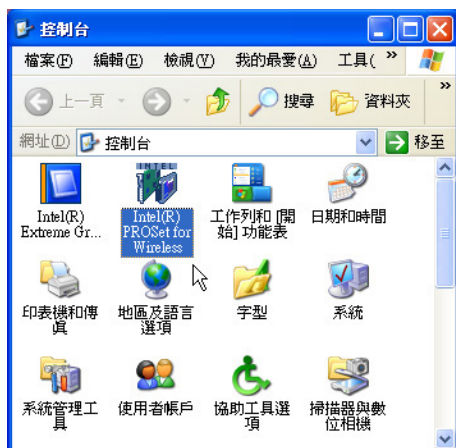 控制台
檔案(F) 編輯(E) 檢視(V) 我的最愛(A) 工具( »
上一頁 搜尋 資料夾 »
網址(D) 控制台 移至
INTEL
Intel(R) Intel(R) 工作列和 [開 日期和時間
Extreme Gr... PROSet for 始] 功能表
Wireless
印表機和傳 地區及語言 字型 系統
真 選項
系統管理工 使用者帳戶 協助工具選 掃描器與數
具 項 位相機